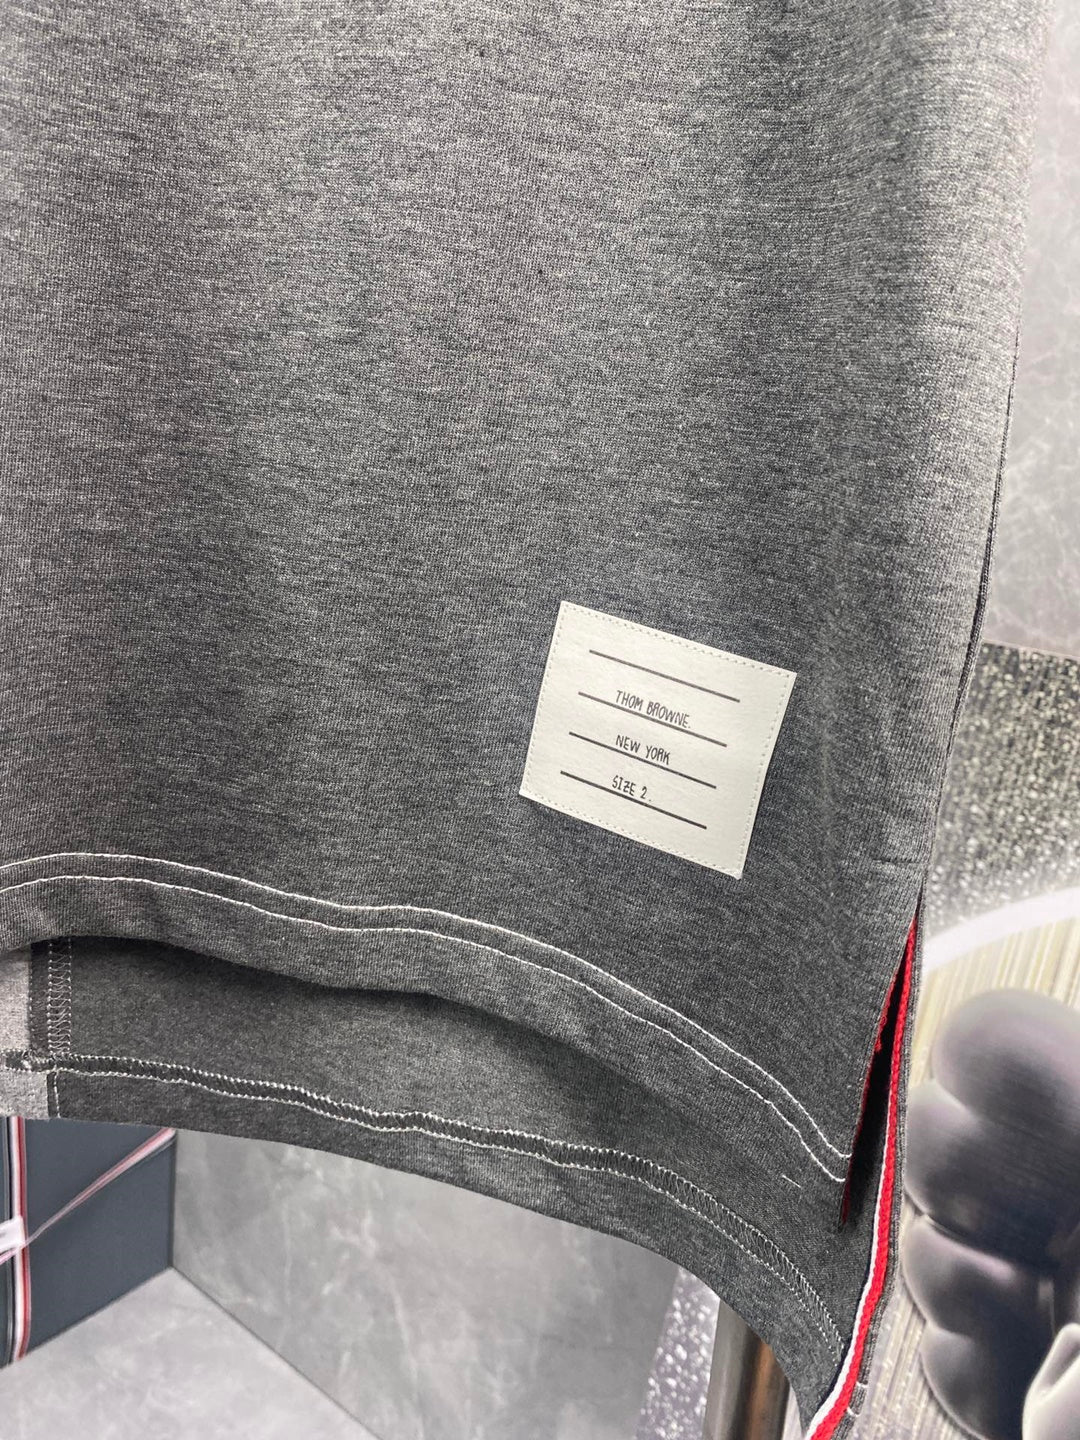 THOM BROWNE.
NEW YORK
SIZE 2.